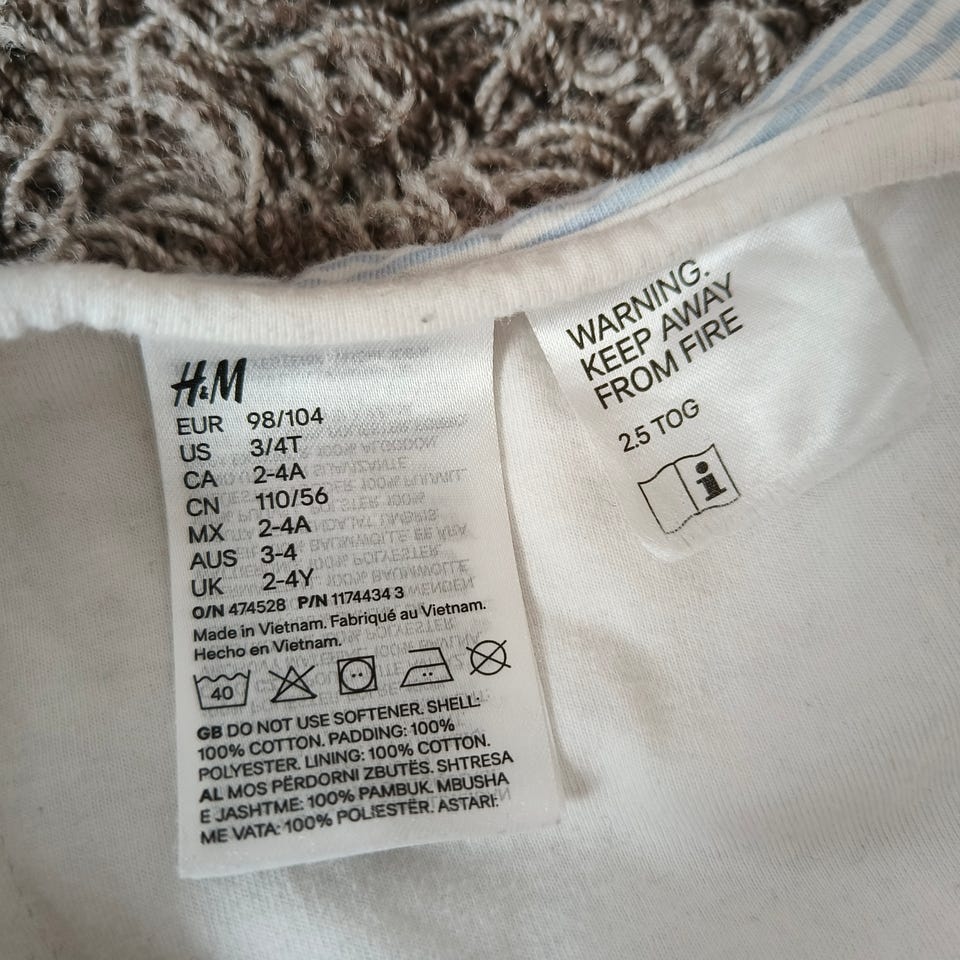 H&M
EUR 98/104
US 3/4T
CA 2-4A
CN 110/56
MX 2-4A
AUS 3-4
UK 2-4Y
O/N 474528 P/N 1174434 3
Made in Vietnam. Fabriqué au Vietnam.
Hecho en Vietnam.
40
GB DO NOT USE SOFTENER. SHELL:
100% COTTON. PADDING: 100%
POLYESTER. LINING: 100% COTTON.
AL MOS PËRDORNI ZBUTËS. SHTRESA
E JASHTME: 100% PAMBUK. MBUSHA
ME VATA: 100% POLIESTËR. ASTARI:
WARNING.
KEEP AWAY
FROM FIRE
2.5 TOG
i